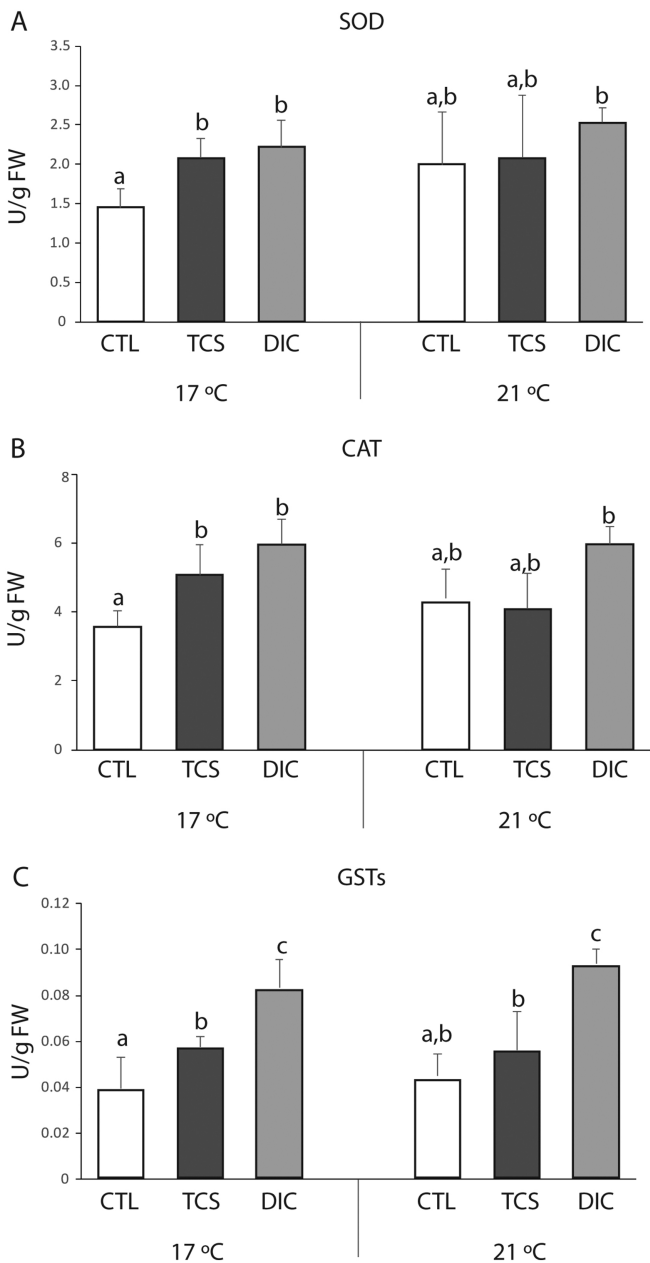 A
SOD
3.5
3.0
2.5
2.0
1.5
1.0
0.5
0
U/g FW
a
b
b
a,b
a,b
b
CTL TCS DIC CTL TCS DIC
17 ºC 21 ºC
B
CAT
8
6
4
2
0
U/g FW
a
b
b
a,b
a,b
b
CTL TCS DIC CTL TCS DIC
17 ºC 21 ºC
C
GSTs
0.12
0.10
0.08
0.06
0.04
0.02
0
U/g FW
a
b
c
a,b
b
c
CTL TCS DIC CTL TCS DIC
17 ºC 21 ºC